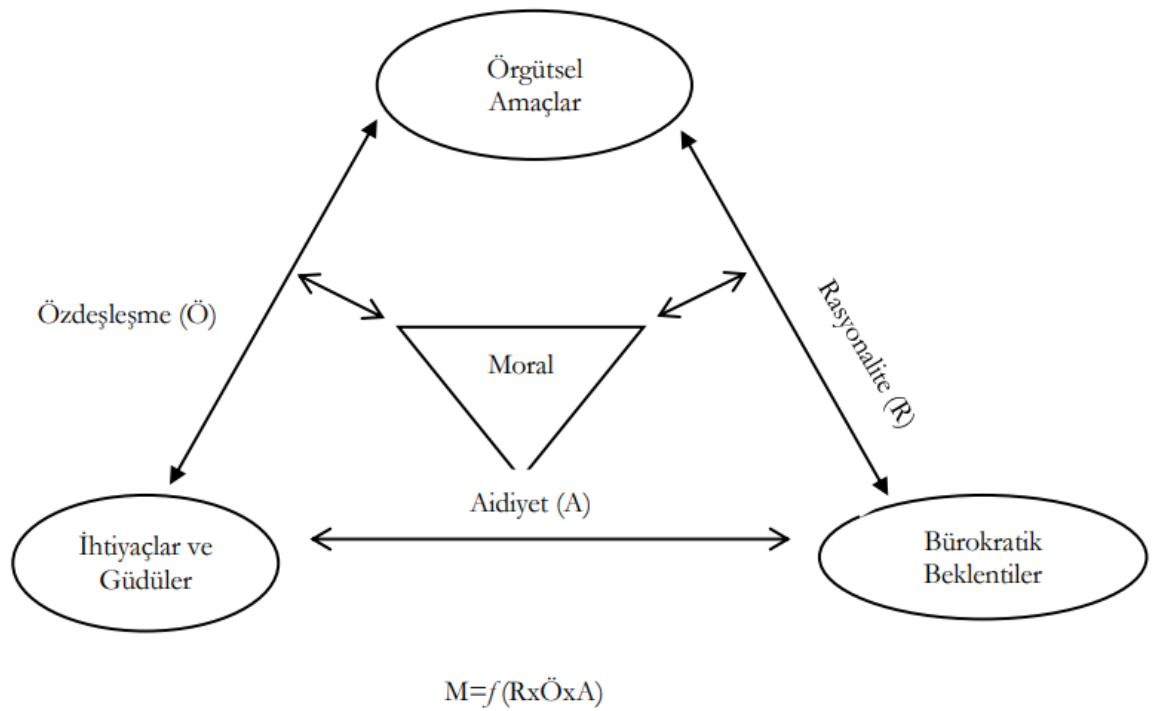 Örgütsel
Amaçlar
Özdeşleşme (Ö)
Rasyonalite (R)
Moral
Aidiyet (A)
İhtiyaçlar ve
Güdüler
Bürokratik
Beklentiler
M=f(RxÖxA)